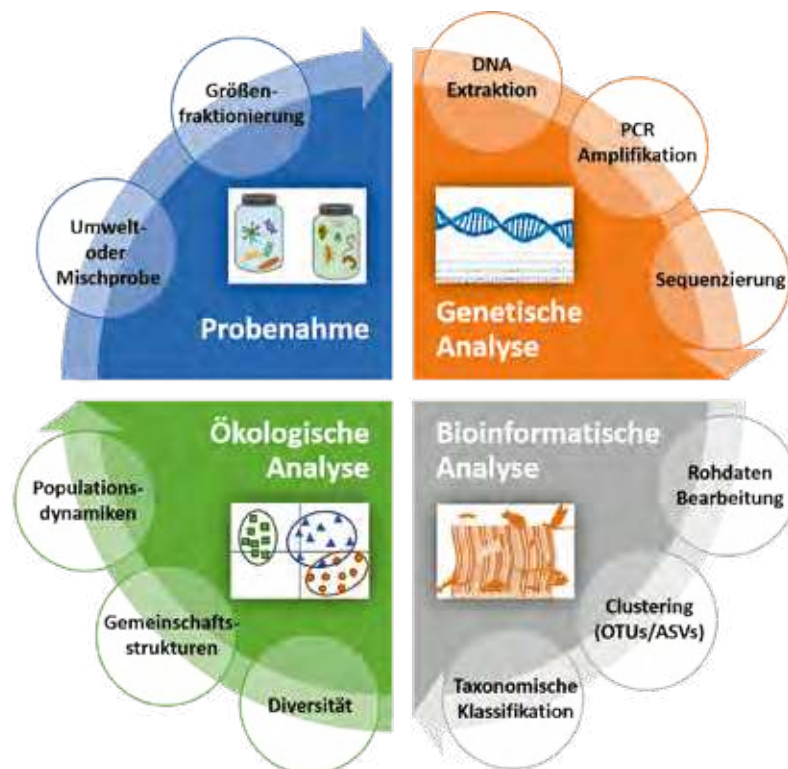 Größen-
fraktionierung
Umwelt-
oder
Mischprobe
Probenahme
DNA
Extraktion
PCR
Amplifikation
Sequenzierung
Genetische
Analyse
Bioinformatische
Analyse
Rohdaten
Bearbeitung
Clustering
(OTUs/ASVs)
Taxonomische
Klassifikation
Ökologische
Analyse
Diversität
Gemeinschafts-
strukturen
Populations-
dynamiken